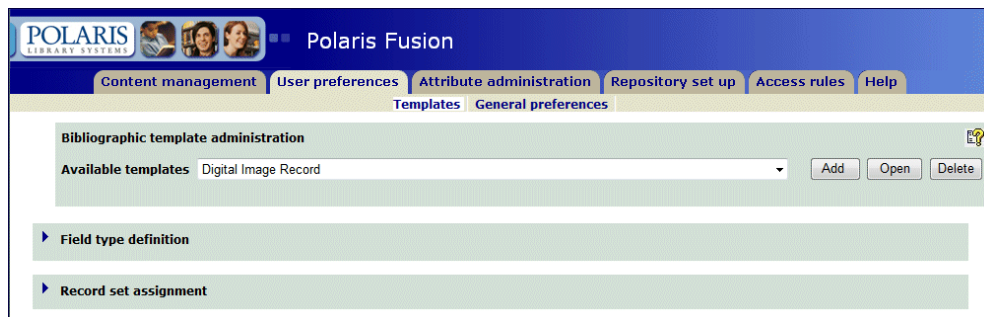 POLARIS
LIBRARY SYSTEMS
Polaris Fusion
Content management User preferences Attribute administration Repository set up Access rules Help
Templates General preferences
Bibliographic template administration
Available templates Digital Image Record Add Open Delete
Field type definition
Record set assignment